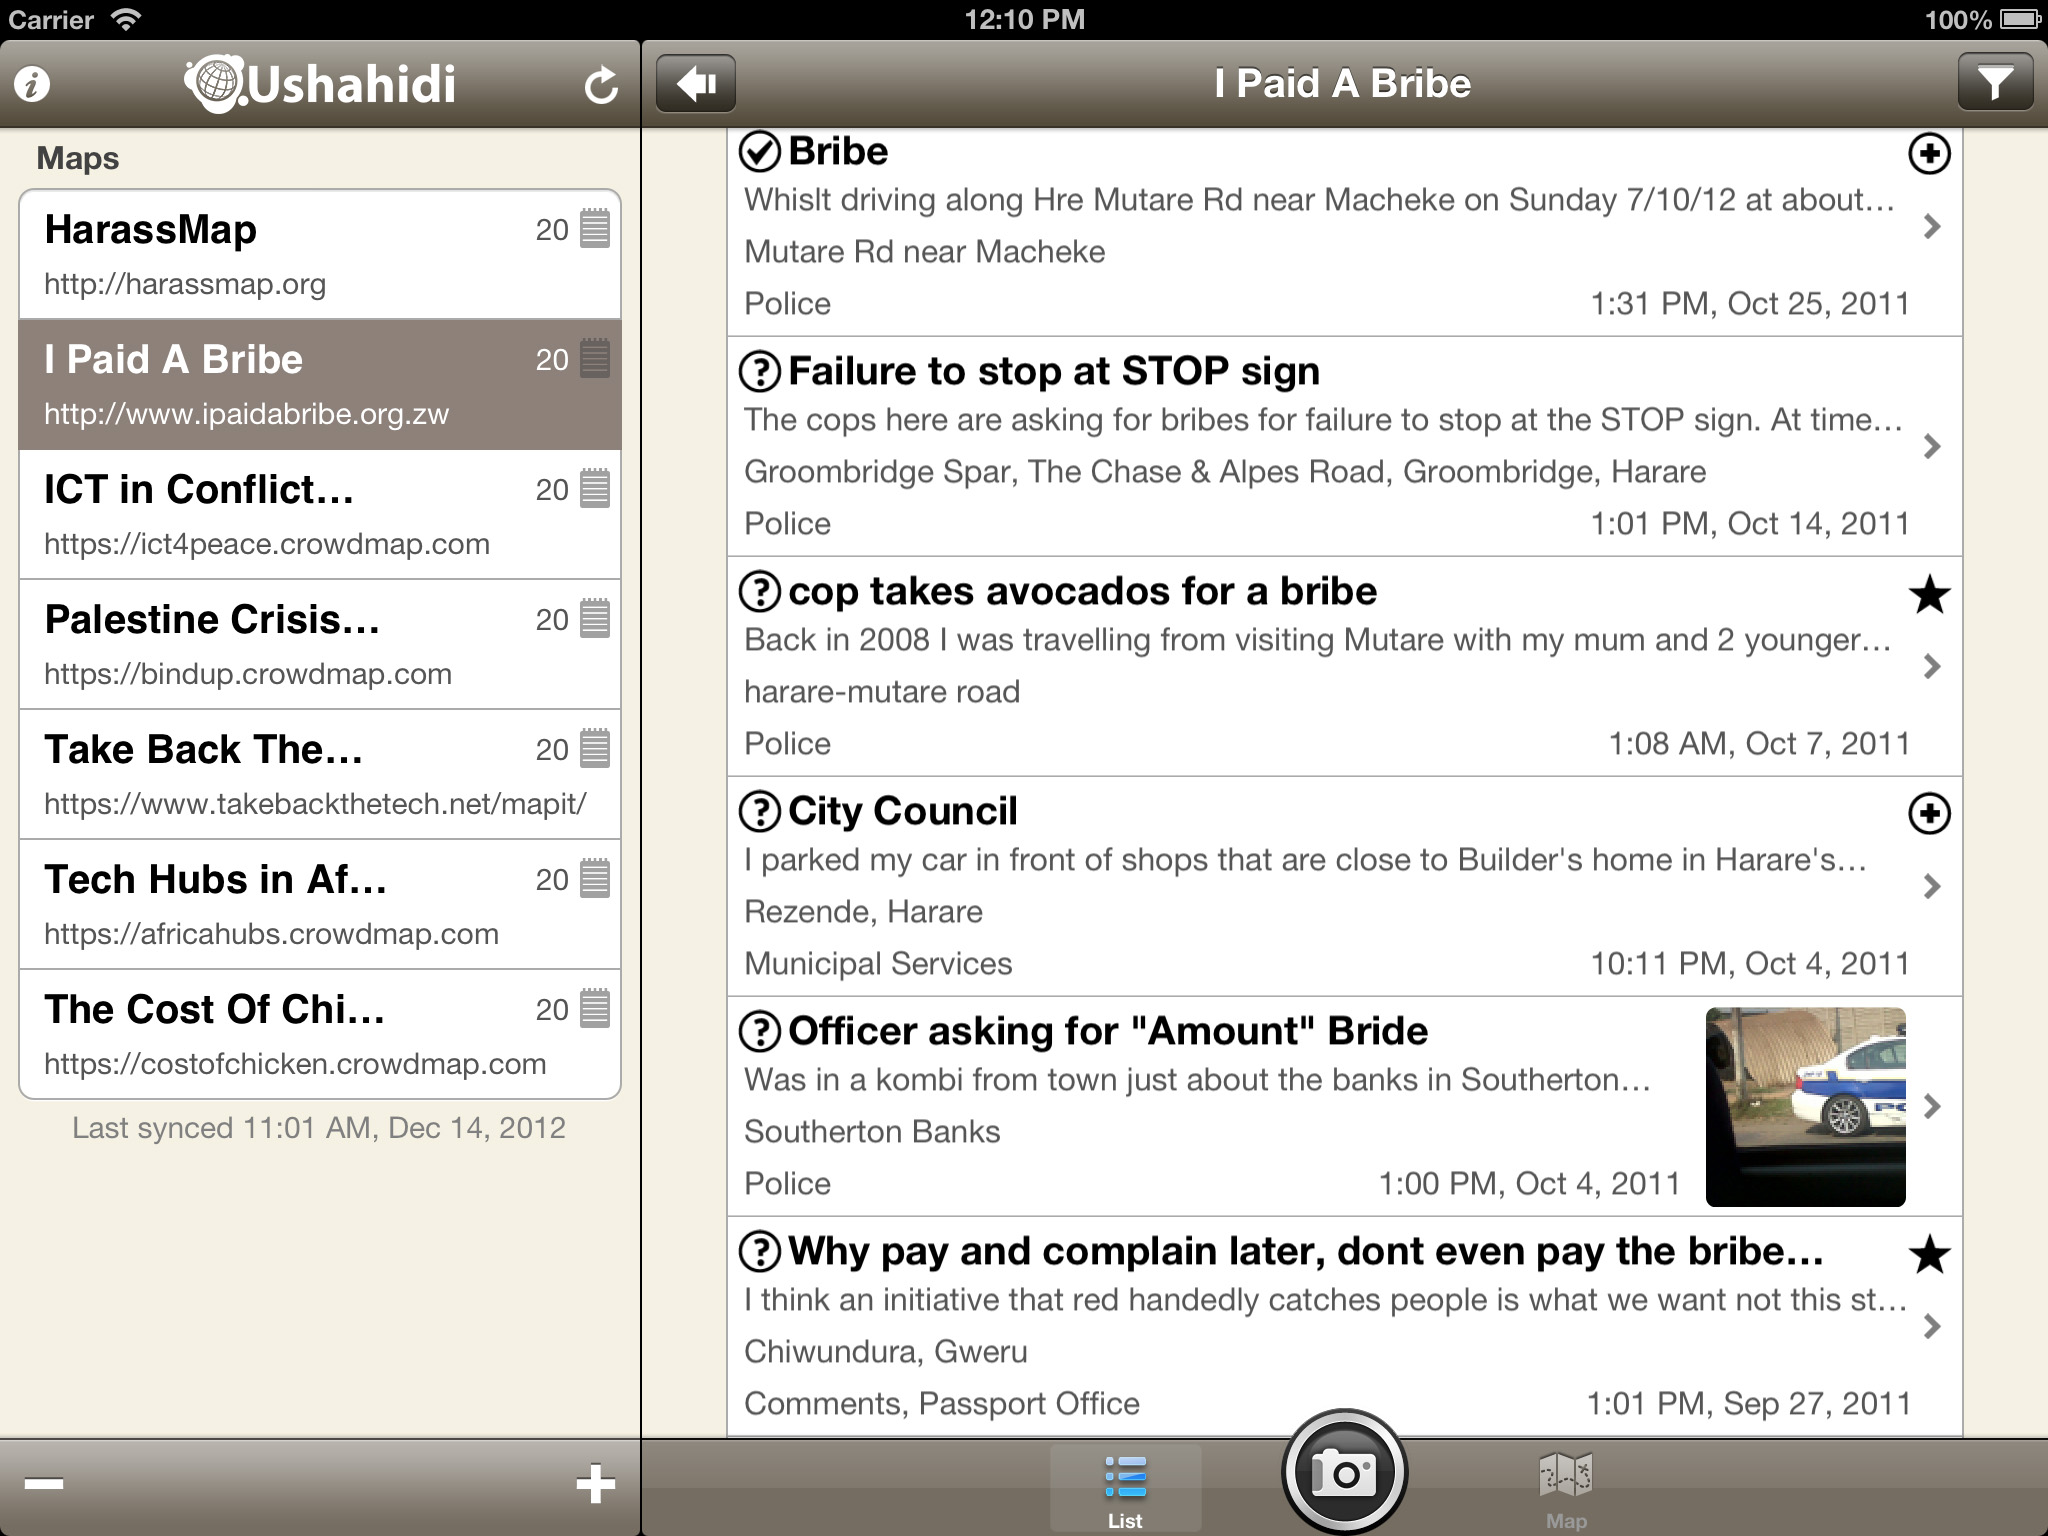 Carrier
12:10 PM
100%
Ushahidi
Maps
HarassMap
20
http://harassmap.org
I Paid A Bribe
20
http://www.ipaidabribe.org.zw
ICT in Conflict...
20
https://ict4peace.crowdmap.com
Palestine Crisis...
20
https://bindup.crowdmap.com
Take Back The...
20
https://www.takebackthetech.net/mapit/
Tech Hubs in Af...
20
https://africahubs.crowdmap.com
The Cost Of Chi...
20
https://costofchicken.crowdmap.com
Last synced 11:01 AM, Dec 14, 2012
I Paid A Bribe
Bribe
Whislt driving along Hre Mutare Rd near Macheke on Sunday 7/10/12 at about...
Mutare Rd near Macheke
Police
1:31 PM, Oct 25, 2011
Failure to stop at STOP sign
The cops here are asking for bribes for failure to stop at the STOP sign. At time...
Groombridge Spar, The Chase & Alpes Road, Groombridge, Harare
Police
1:01 PM, Oct 14, 2011
cop takes avocados for a bribe
Back in 2008 I was travelling from visiting Mutare with my mum and 2 younger...
harare-mutare road
Police
1:08 AM, Oct 7, 2011
City Council
I parked my car in front of shops that are close to Builder's home in Harare's...
Rezende, Harare
Municipal Services
10:11 PM, Oct 4, 2011
Officer asking for "Amount" Bride
Was in a kombi from town just about the banks in Southerton...
Southerton Banks
Police
1:00 PM, Oct 4, 2011
Why pay and complain later, dont even pay the bribe...
I think an initiative that red handedly catches people is what we want not this st...
Chiwundura, Gweru
Comments, Passport Office
1:01 PM, Sep 27, 2011
List
Map